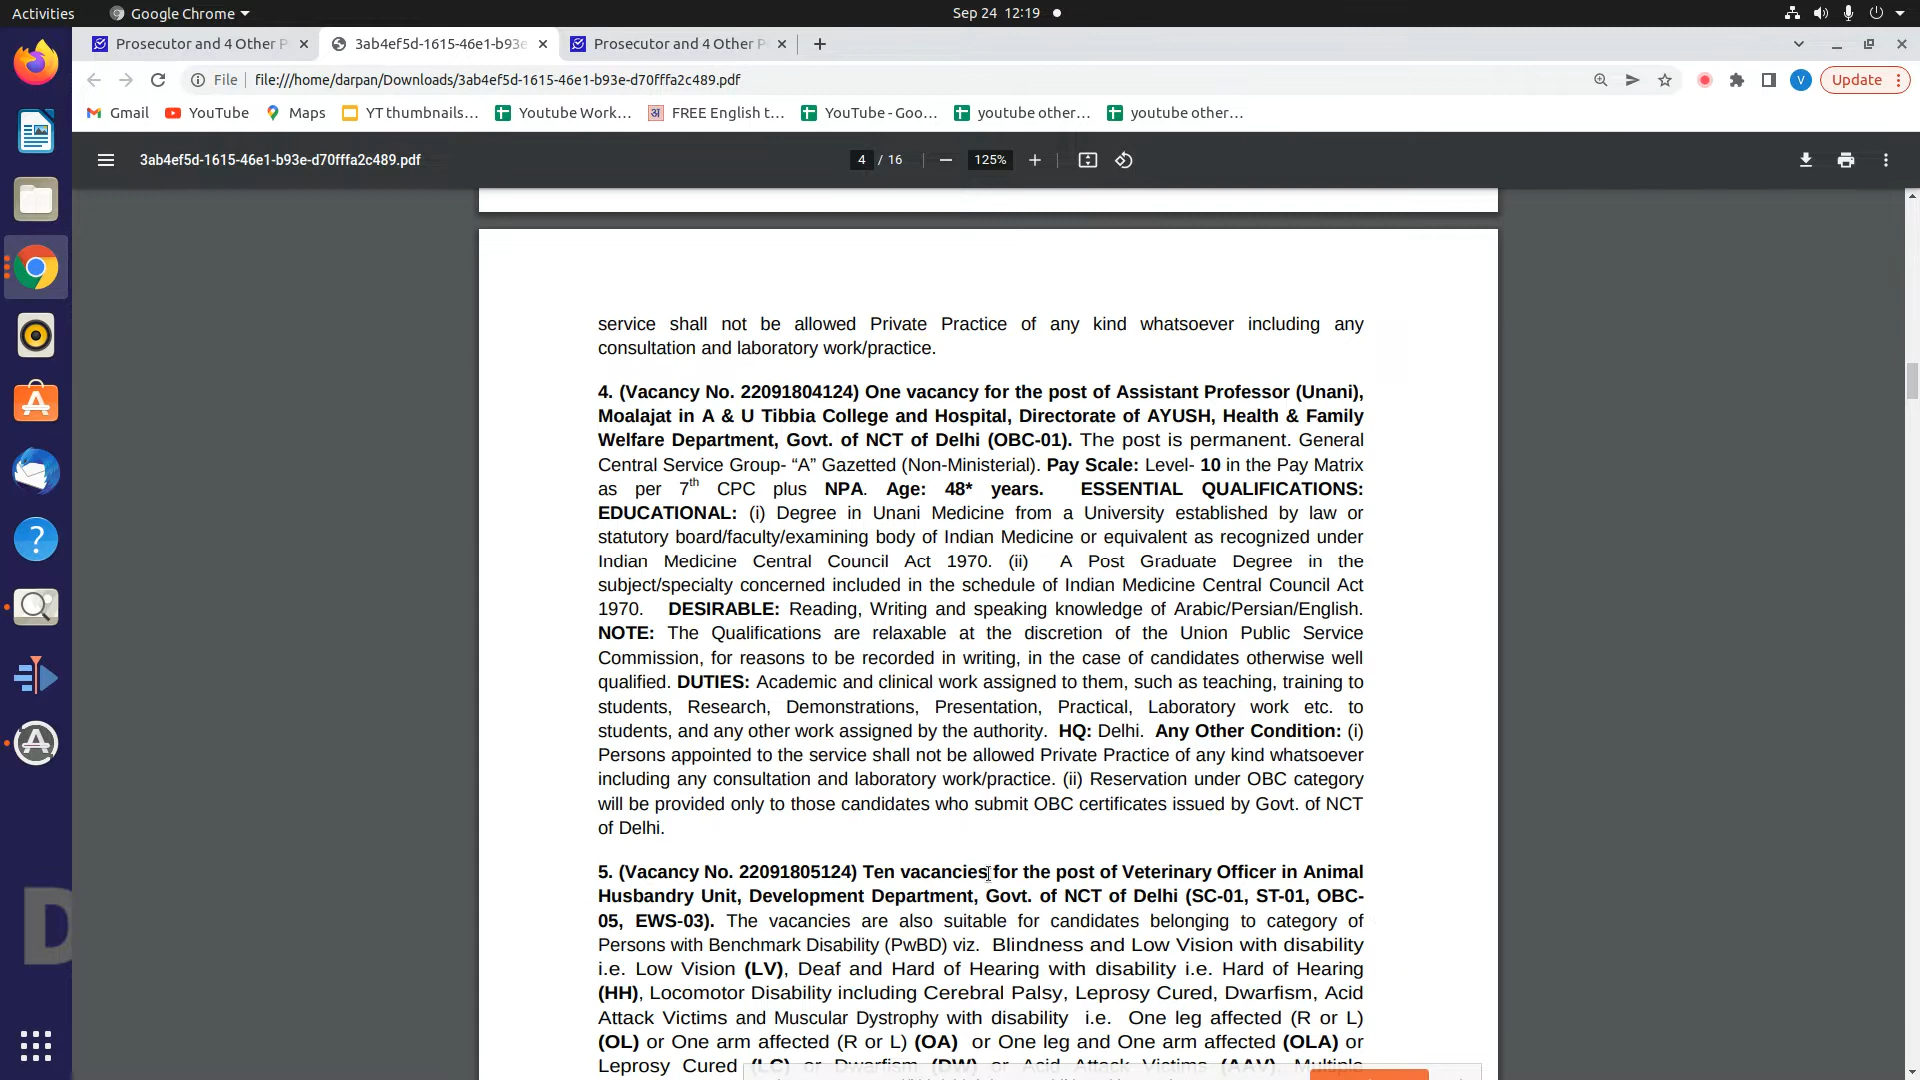 Activities
Google Chrome
Sep 24 12:19
Prosecutor and 4 Other P
3ab4ef5d-1615-46e1-b93e
Prosecutor and 4 Other P
File
file:///home/darpan/Downloads/3ab4ef5d-1615-46e1-b93e-d70fffa2c489.pdf
V
Update
Gmail
YouTube
Maps
YT thumbnails...
Youtube Work...
FREE English t...
YouTube - Goo...
youtube other...
youtube other...
3ab4ef5d-1615-46e1-b93e-d70fffa2c489.pdf
4 / 16
125%
service shall not be allowed Private Practice of any kind whatsoever including any
consultation and laboratory work/practice.
4. (Vacancy No. 22091804124) One vacancy for the post of Assistant Professor (Unani),
Moalajat in A & U Tibbia College and Hospital, Directorate of AYUSH, Health & Family
Welfare Department, Govt. of NCT of Delhi (OBC-01). The post is permanent. General
Central Service Group- “A” Gazetted (Non-Ministerial). Pay Scale: Level- 10 in the Pay Matrix
as per 7th CPC plus NPA. Age: 48* years. ESSENTIAL QUALIFICATIONS:
EDUCATIONAL: (i) Degree in Unani Medicine from a University established by law or
statutory board/faculty/examining body of Indian Medicine or equivalent as recognized under
Indian Medicine Central Council Act 1970. (ii) A Post Graduate Degree in the
subject/specialty concerned included in the schedule of Indian Medicine Central Council Act
1970. DESIRABLE: Reading, Writing and speaking knowledge of Arabic/Persian/English.
NOTE: The Qualifications are relaxable at the discretion of the Union Public Service
Commission, for reasons to be recorded in writing, in the case of candidates otherwise well
qualified. DUTIES: Academic and clinical work assigned to them, such as teaching, training to
students, Research, Demonstrations, Presentation, Practical, Laboratory work etc. to
students, and any other work assigned by the authority. HQ: Delhi. Any Other Condition: (i)
Persons appointed to the service shall not be allowed Private Practice of any kind whatsoever
including any consultation and laboratory work/practice. (ii) Reservation under OBC category
will be provided only to those candidates who submit OBC certificates issued by Govt. of NCT
of Delhi.
5. (Vacancy No. 22091805124) Ten vacancies for the post of Veterinary Officer in Animal
Husbandry Unit, Development Department, Govt. of NCT of Delhi (SC-01, ST-01, OBC-
05, EWS-03). The vacancies are also suitable for candidates belonging to category of
Persons with Benchmark Disability (PwBD) viz. Blindness and Low Vision with disability
i.e. Low Vision (LV), Deaf and Hard of Hearing with disability i.e. Hard of Hearing
(HH), Locomotor Disability including Cerebral Palsy, Leprosy Cured, Dwarfism, Acid
Attack Victims and Muscular Dystrophy with disability i.e. One leg affected (R or L)
(OL) or One arm affected (R or L) (OA) or One leg and One arm affected (OLA) or
Leprosy Cured (LC) or Dwarfism (DW) or Acid Attack Victims (AAV), Multiple